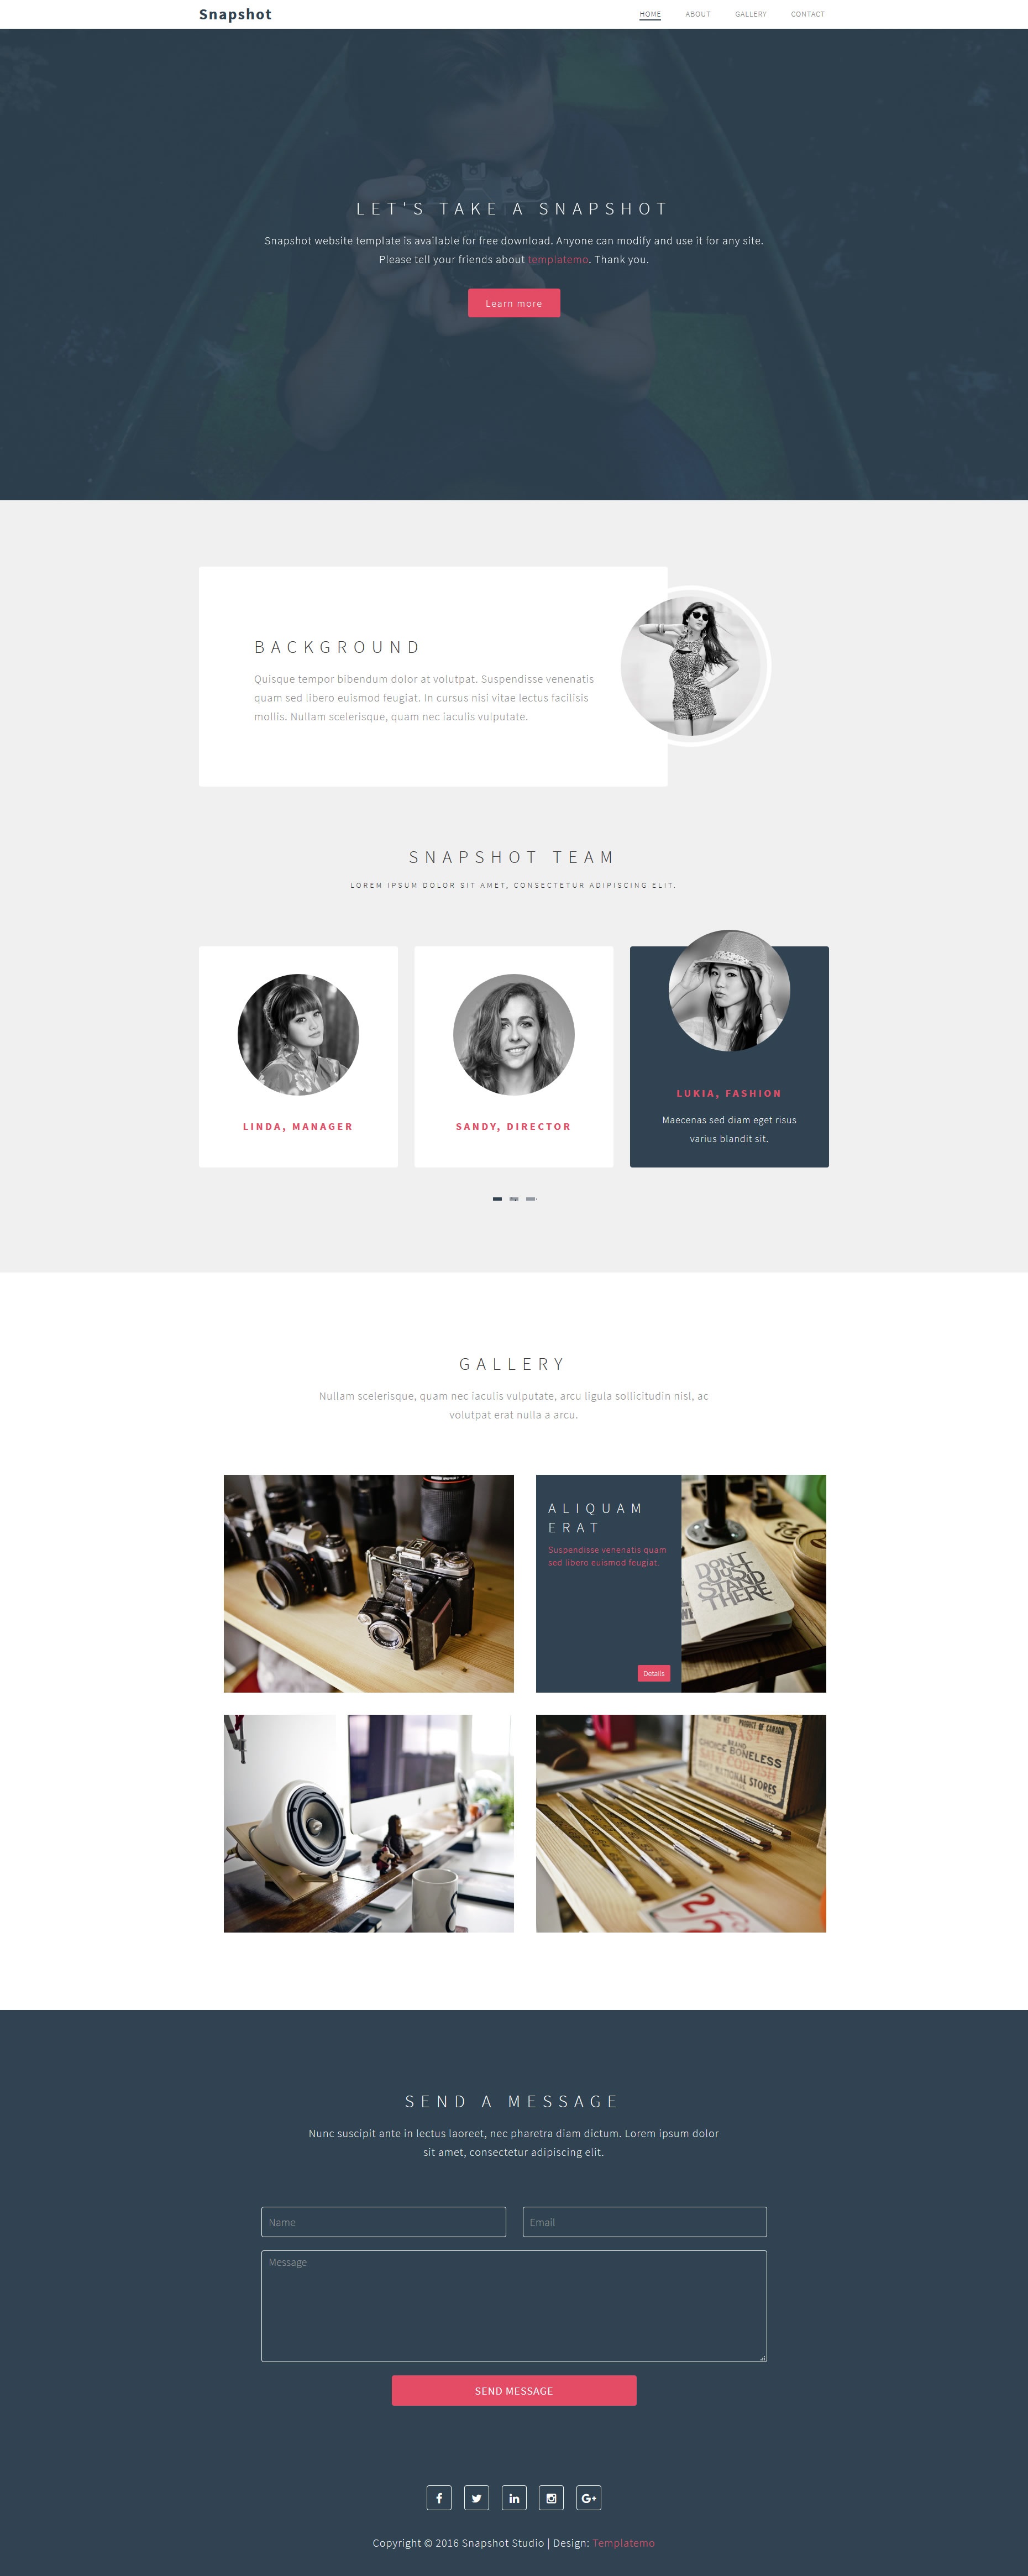 Snapshot
HOME ABOUT GALLERY CONTACT
LET'S TAKE A SNAPSHOT
Snapshot website template is available for free download. Anyone can modify and use it for any site.
Please tell your friends about templatemo. Thank you.
Learn more
BACKGROUND
Quisque tempor bibendum dolor at volutpat. Suspendisse venenatis
quam sed libero euismod feugiat. In cursus nisi vitae lectus facilisis
mollis. Nullam scelerisque, quam nec iaculis vulputate.
SNAPSHOT TEAM
LOREM IPSUM DOLOR SIT AMET, CONSECTETUR ADIPISCING ELIT.
LINDA, MANAGER
SANDY, DIRECTOR
LUKIA, FASHION
Maecenas sed diam eget risus
varius blandit sit.
GALLERY
Nullam scelerisque, quam nec iaculis vulputate, arcu ligula sollicitudin nisl, ac
volutpat erat nulla a arcu.
ALIQUAM
ERAT
Suspendisse venenatis quam
sed libero euismod feugiat.
Details
DON'T
JUST
STAND
THERE
PRODUCE OF CANADA
FINAST
BRAND
CHOICE BONELESS
SALT CODFISH
NATIONAL STORES
2
2
SEND A MESSAGE
Nunc suscipit ante in lectus laoreet, nec pharetra diam dictum. Lorem ipsum dolor
sit amet, consectetur adipiscing elit.
Name
Email
Message
SEND MESSAGE
Copyright © 2016 Snapshot Studio | Design: Templatemo